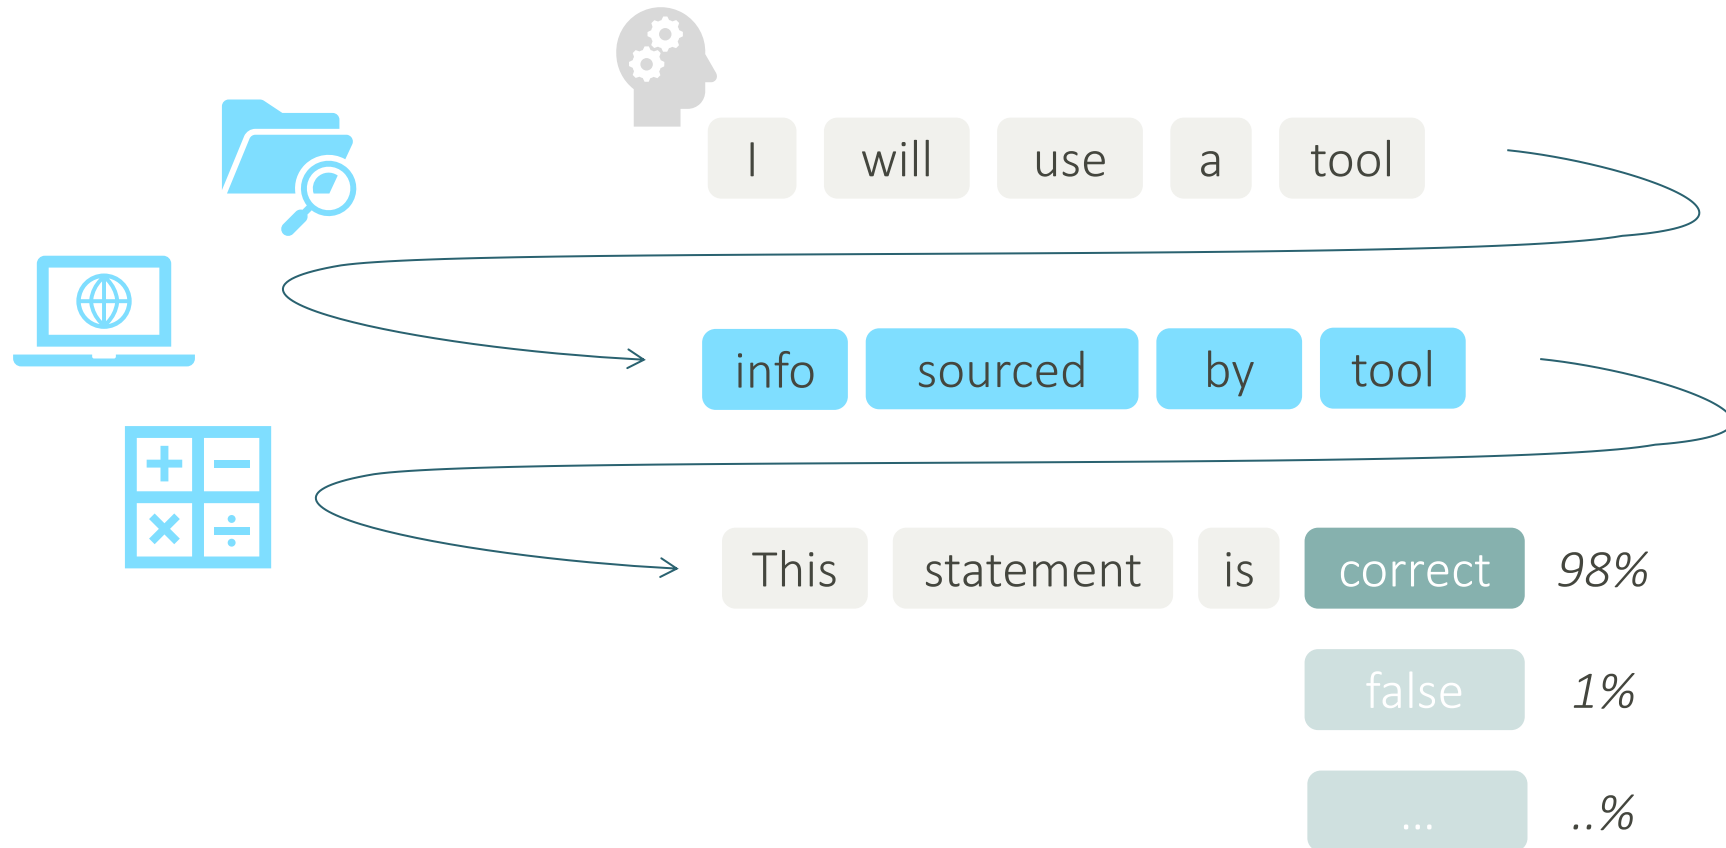 I will use a tool
info sourced by tool
This statement is correct 98%
false 1%
... ..%